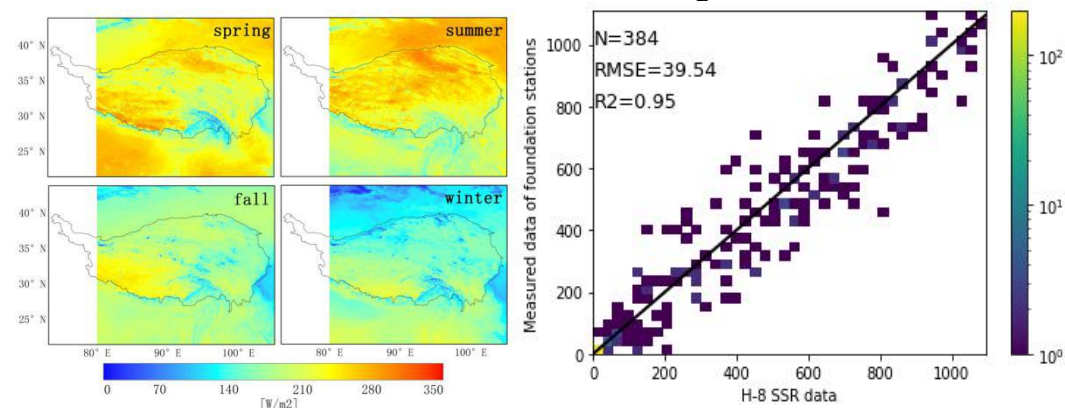 spring
summer
40° N
35° N
30° N
25° N
fall
winter
40° N
35° N
30° N
25° N
80° E
90° E
100° E
80° E
90° E
100° E
0
70
140
210
280
350
[W/m2]
N=384
RMSE=39.54
R2=0.95
Measured data of foundation stations
1000
800
600
400
200
0
0
200
400
600
800
1000
H-8 SSR data
10²
10¹
10⁰